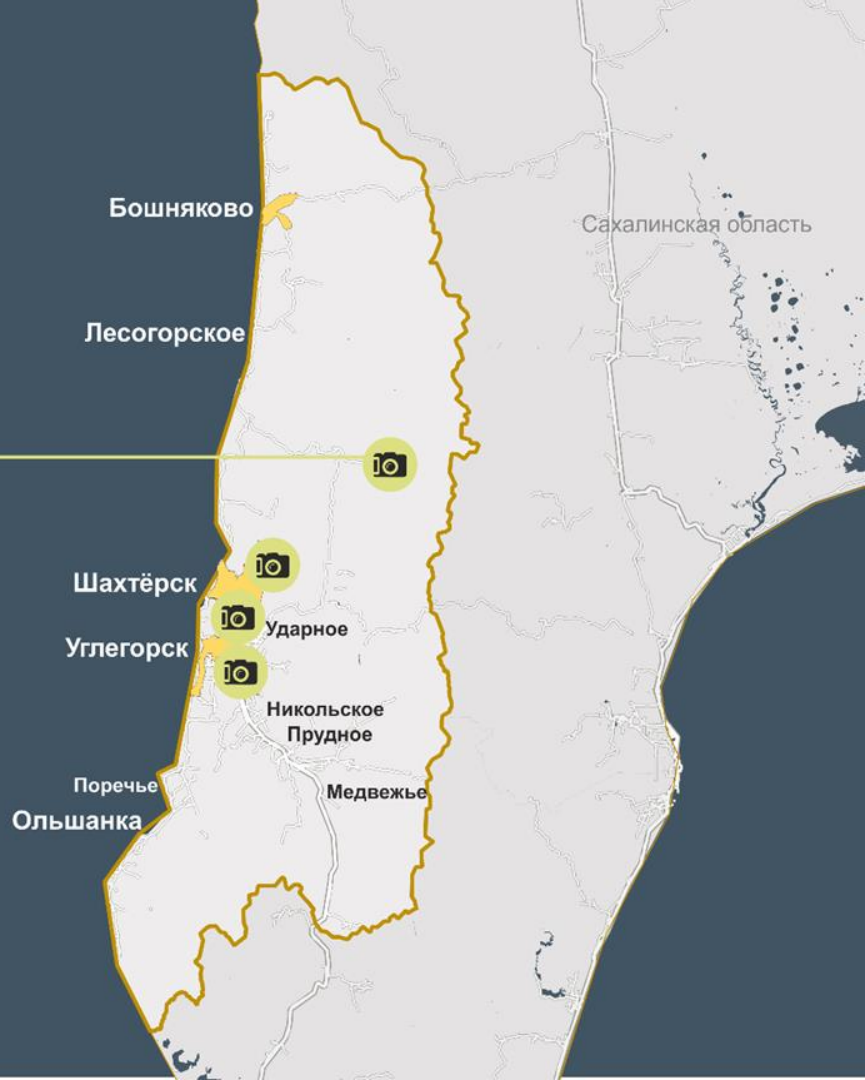 Бошняково
Сахалинская область
Лесогорское
Шахтёрск
Ударное
Углегорск
Никольское
Прудное
Поречье
Медвежье
Ольшанка